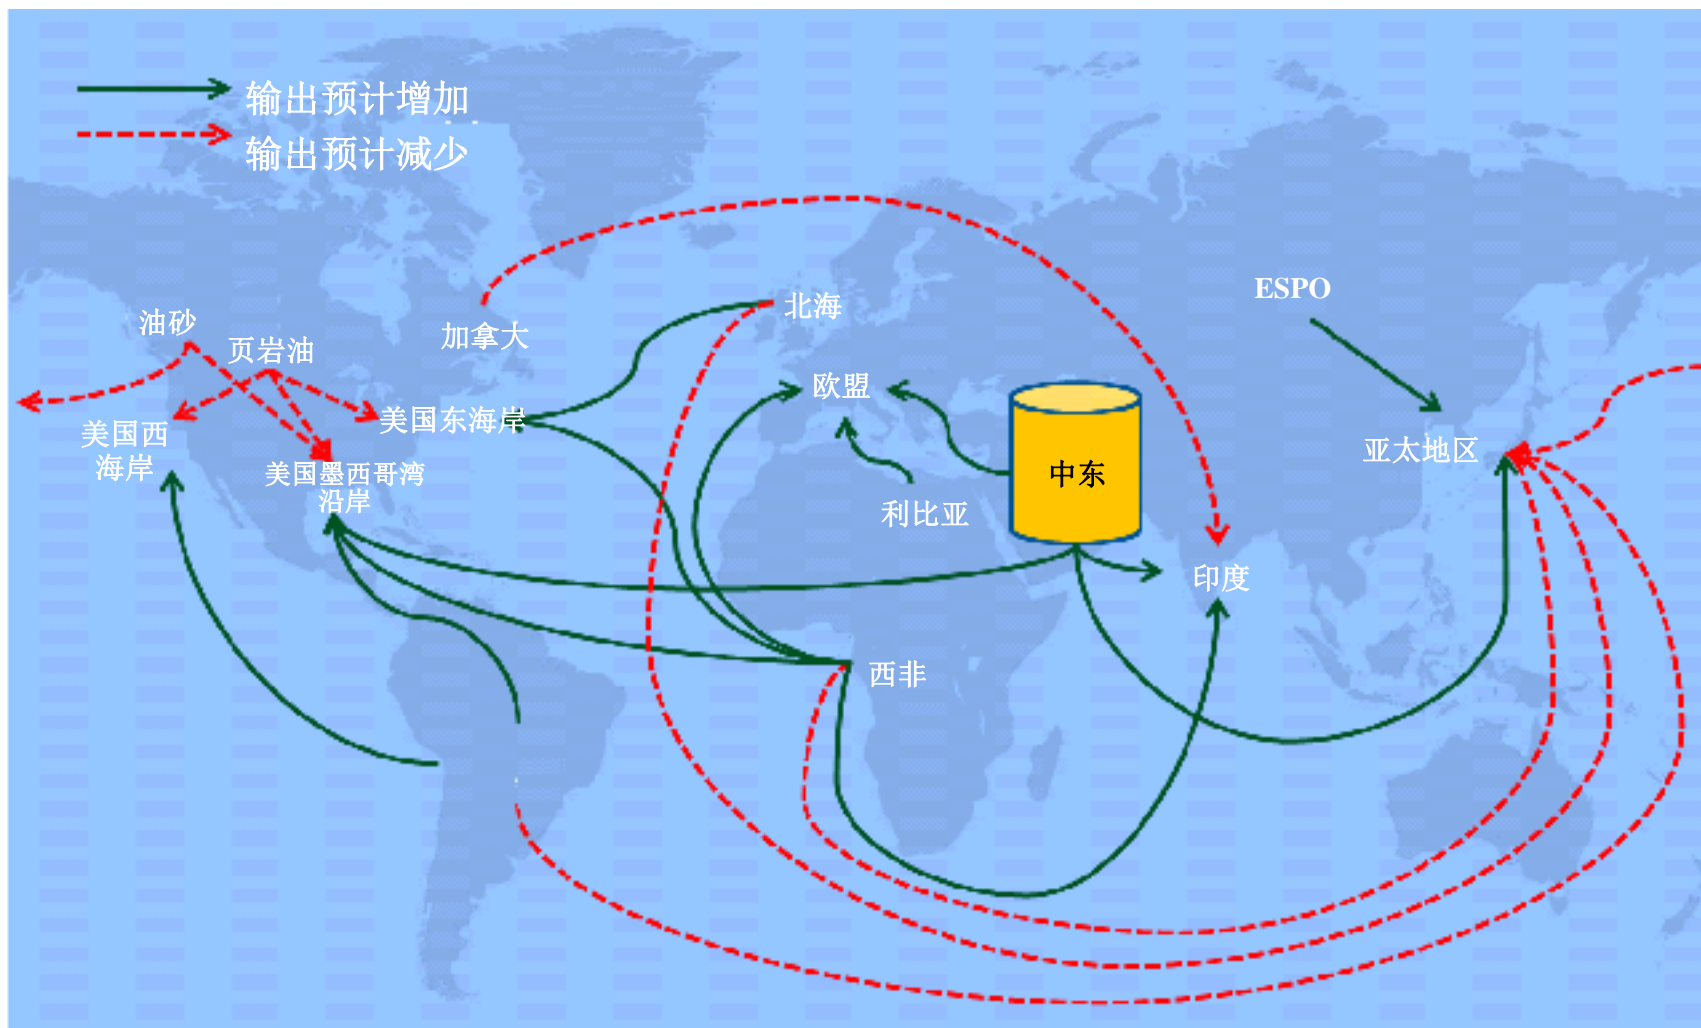 输出预计增加
输出预计减少
ESPO
北海
油砂
加拿大
页岩油
欧盟
美国东海岸
美国西
海岸
亚太地区
中东
美国墨西哥湾
沿岸
利比亚
印度
西非